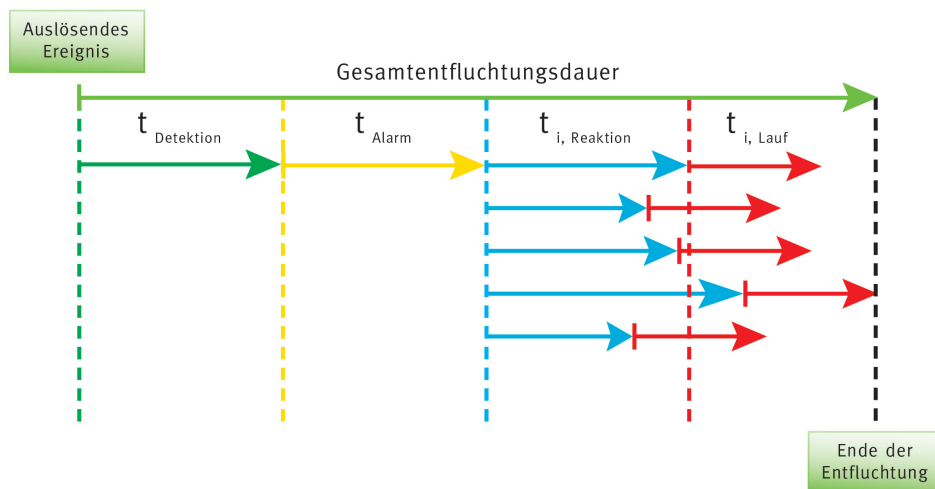 Auslösendes
Ereignis
Gesamtentfluchtungsdauer
t Detektion
t Alarm
t i, Reaktion
t i, Lauf
Ende der
Entfluchtung